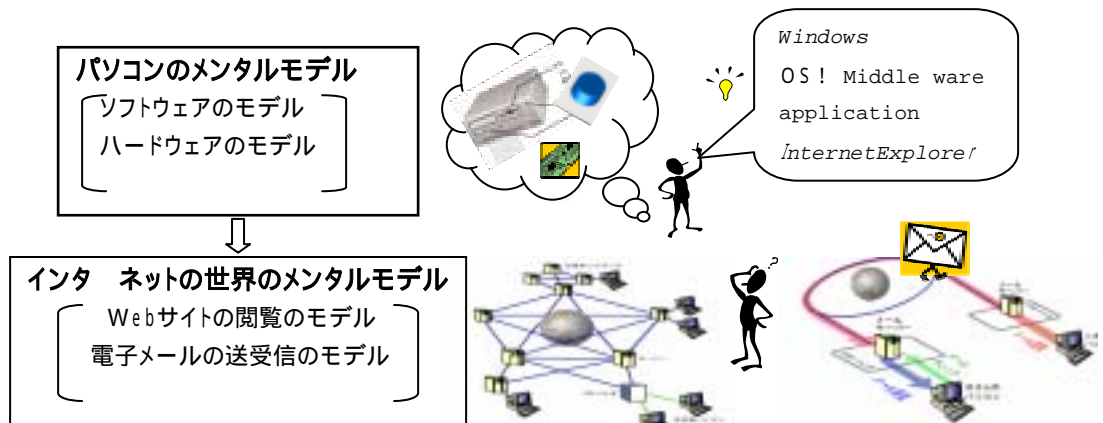 パソコンのメンタルモデル
ソフトウェアのモデル
ハードウェアのモデル
Windows
OS! Middle ware
application
InternetExplorer
インタ ネットの世界のメンタルモデル
Webサイトの閲覧のモデル
電子メールの送受信のモデル
?
メール